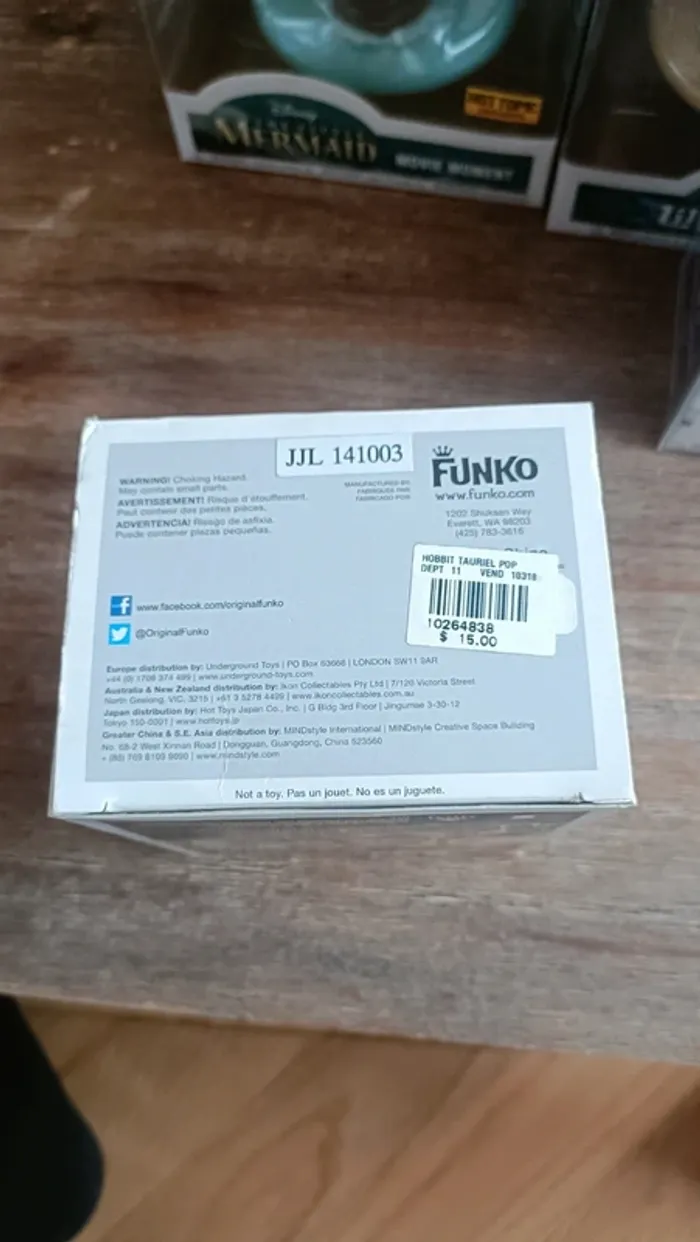 Disney
THE LITTLE
MERMAID
MOVIE MOMENT
HOT TOPIC
JJL 141003
FUNKO
www.funko.com
1202 Shuksan Way
Everett, WA 98203
(425) 783-3616
WARNING! Choking Hazard.
May contain small parts.
AVERTISSEMENT! Risque d'étouffement.
Peut contenir des petites pièces.
ADVERTENCIA! Riesgo de asfixia.
Puede contener piezas pequeñas.
MANUFACTURED BY
FABRIQUÉE PAR
FABRICADO POR
HOBBIT TAURIEL POP
DEPT 11 VEND 10318
10264838
$ 15.00
www.facebook.com/originalfunko
@OriginalFunko
Europe distribution by: Underground Toys | PO Box 63066 | LONDON SW11 9AR
www.underground-toys.com
Australia & New Zealand distribution by: Ikon Collectables Pty Ltd | 7/120 Victoria Street
North Geelong, VIC, 3215 | +61 3 5278 4499 | www.ikoncollectables.com.au
Japan distribution by: Hot Toys Japan Co., Inc. | G Bldg 3rd Floor | Jingumae 3-30-12
Tokyo 150-0001 | www.hottoys.jp
Greater China & S.E. Asia distribution by: MINDstyle International | MINDstyle Creative Space Building
No. 68-2 West Xinnan Road | Dongguan, Guangdong, China 523560
+ (86) 769 8193 9890 | www.mindstyle.com
Not a toy. Pas un jouet. No es un juguete.